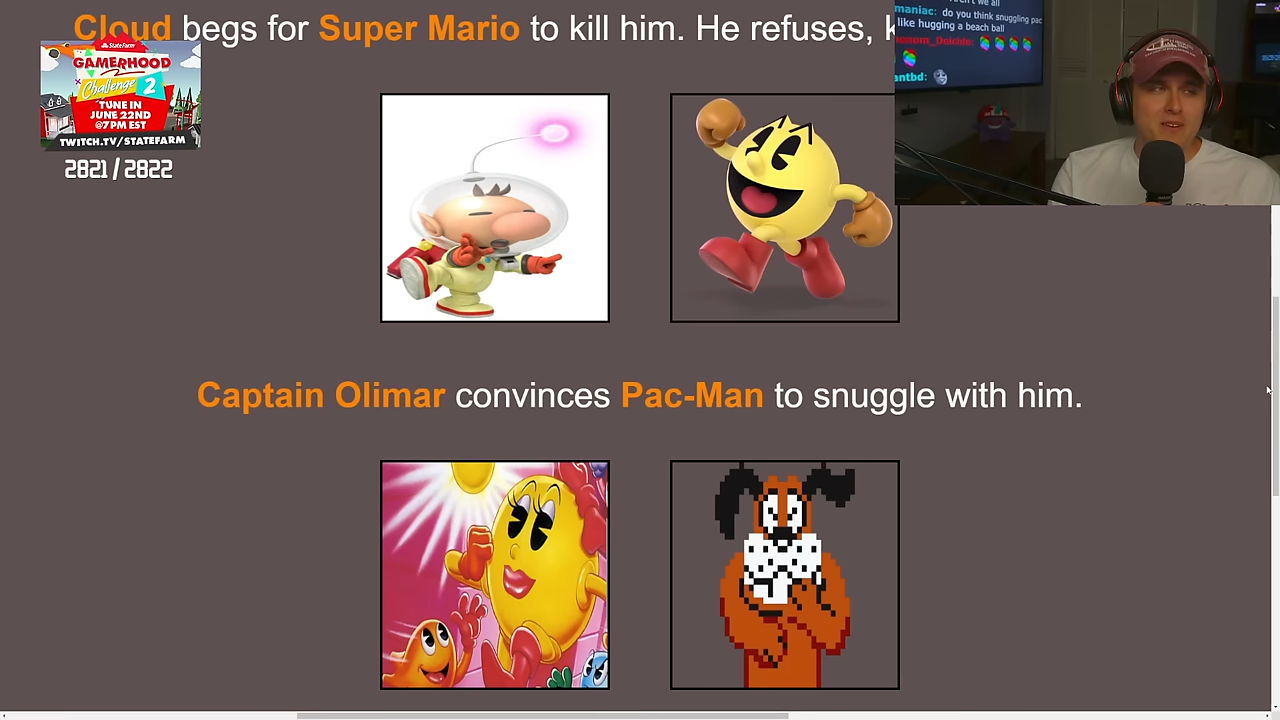 Cloud begs for Super Mario to kill him. He refuses, k
StateFarm
GAMERHOOD
Challenge 2
TUNE IN
JUNE 22ND
@7PM EST
TWITCH.TV/STATEFARM
2821 / 2822
maniac: do you think snuggling pac
like hugging a beach ball
antbd:
Captain Olimar convinces Pac-Man to snuggle with him.